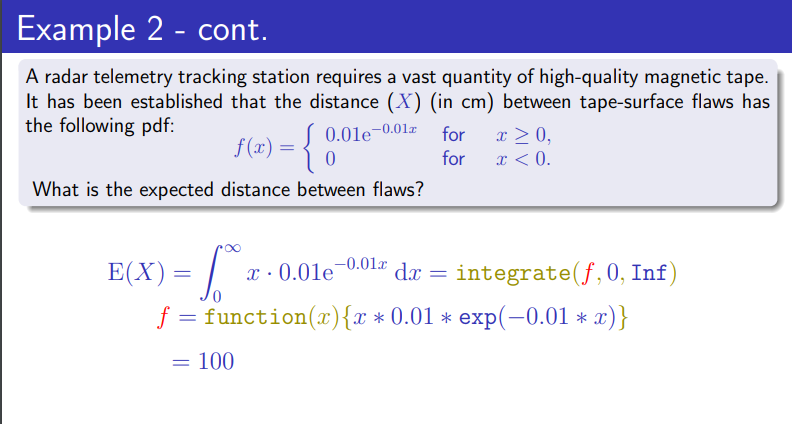 Example 2 - cont.
A radar telemetry tracking station requires a vast quantity of high-quality magnetic tape.
It has been established that the distance (X) (in cm) between tape-surface flaws has
the following pdf:
f(x) = { 0.01e^{−0.01x} for x ≥ 0,
0 for x < 0.
What is the expected distance between flaws?
E(X) = ∫_0^∞ x · 0.01e^{−0.01x} dx = integrate(f, 0, Inf)
f = function(x){x ∗ 0.01 ∗ exp(−0.01 ∗ x)}
= 100